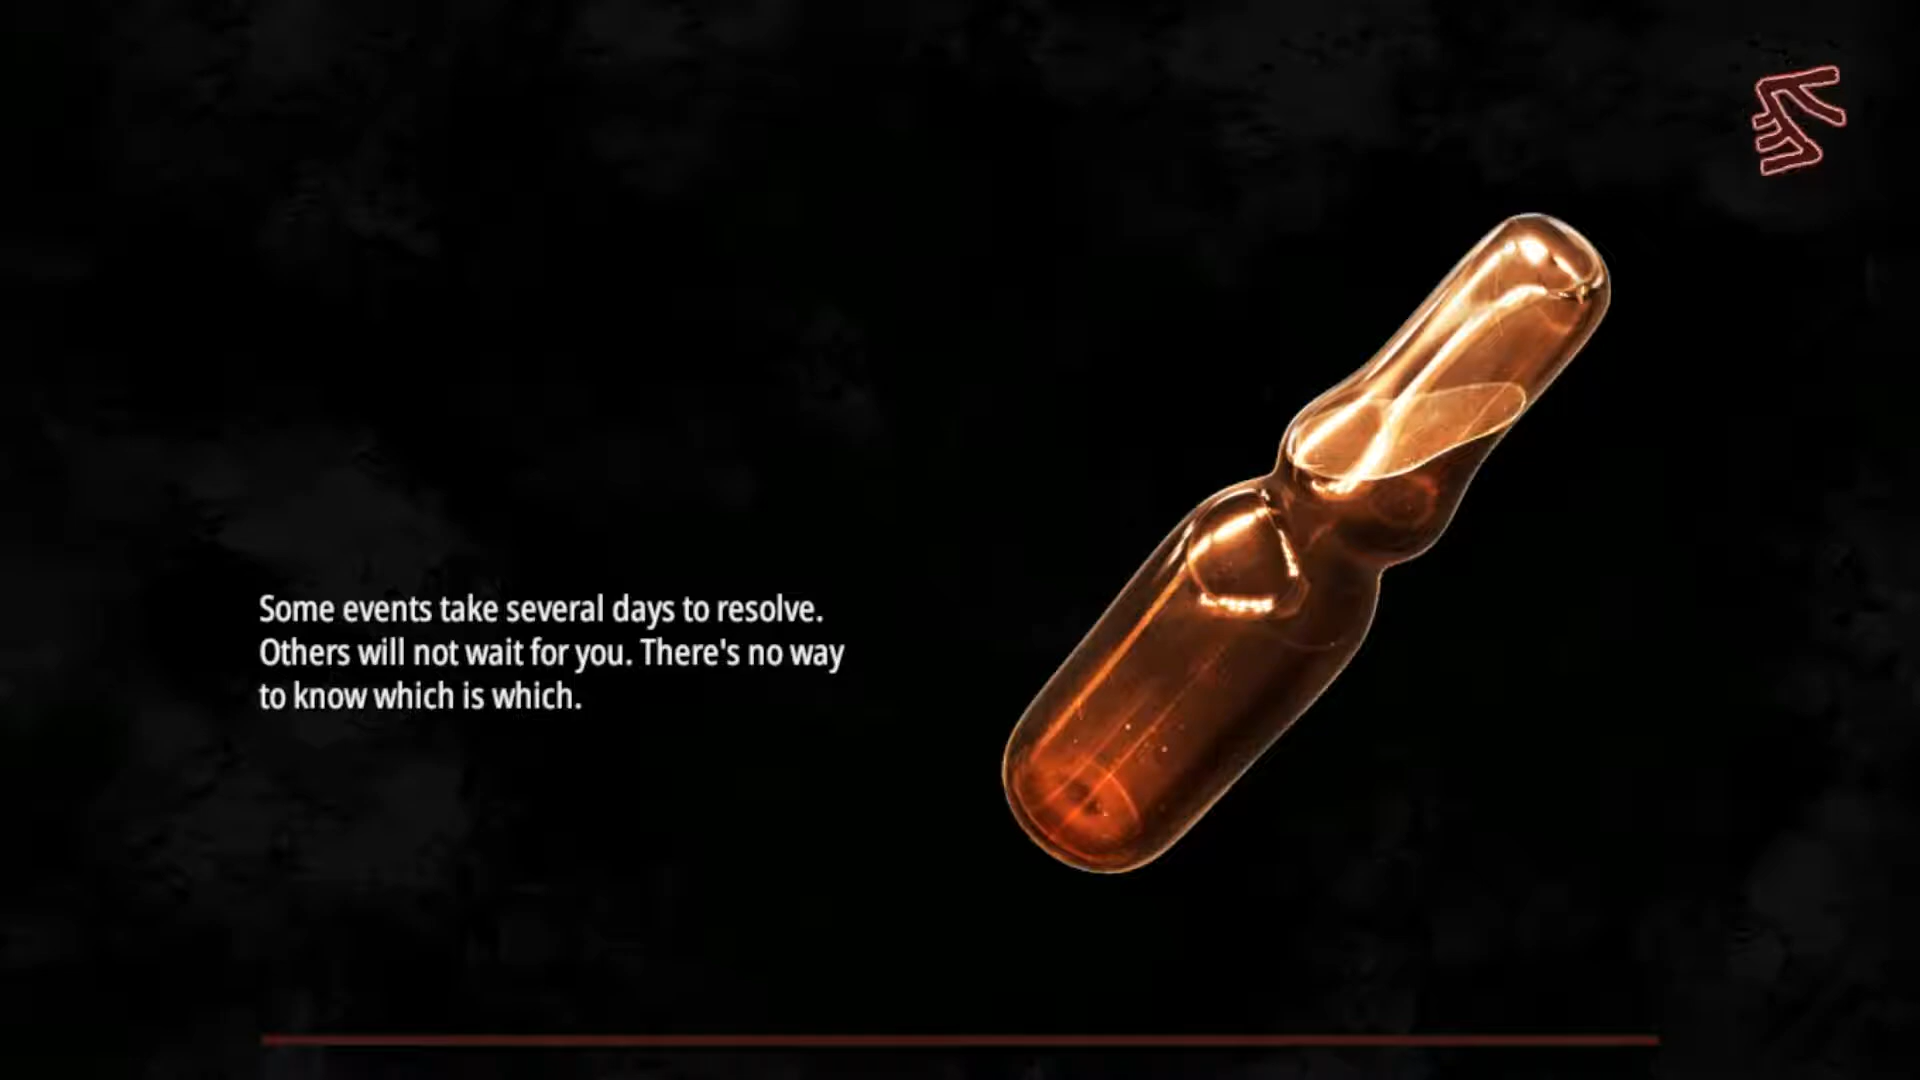 Some events take several days to resolve.
Others will not wait for you. There's no way
to know which is which.